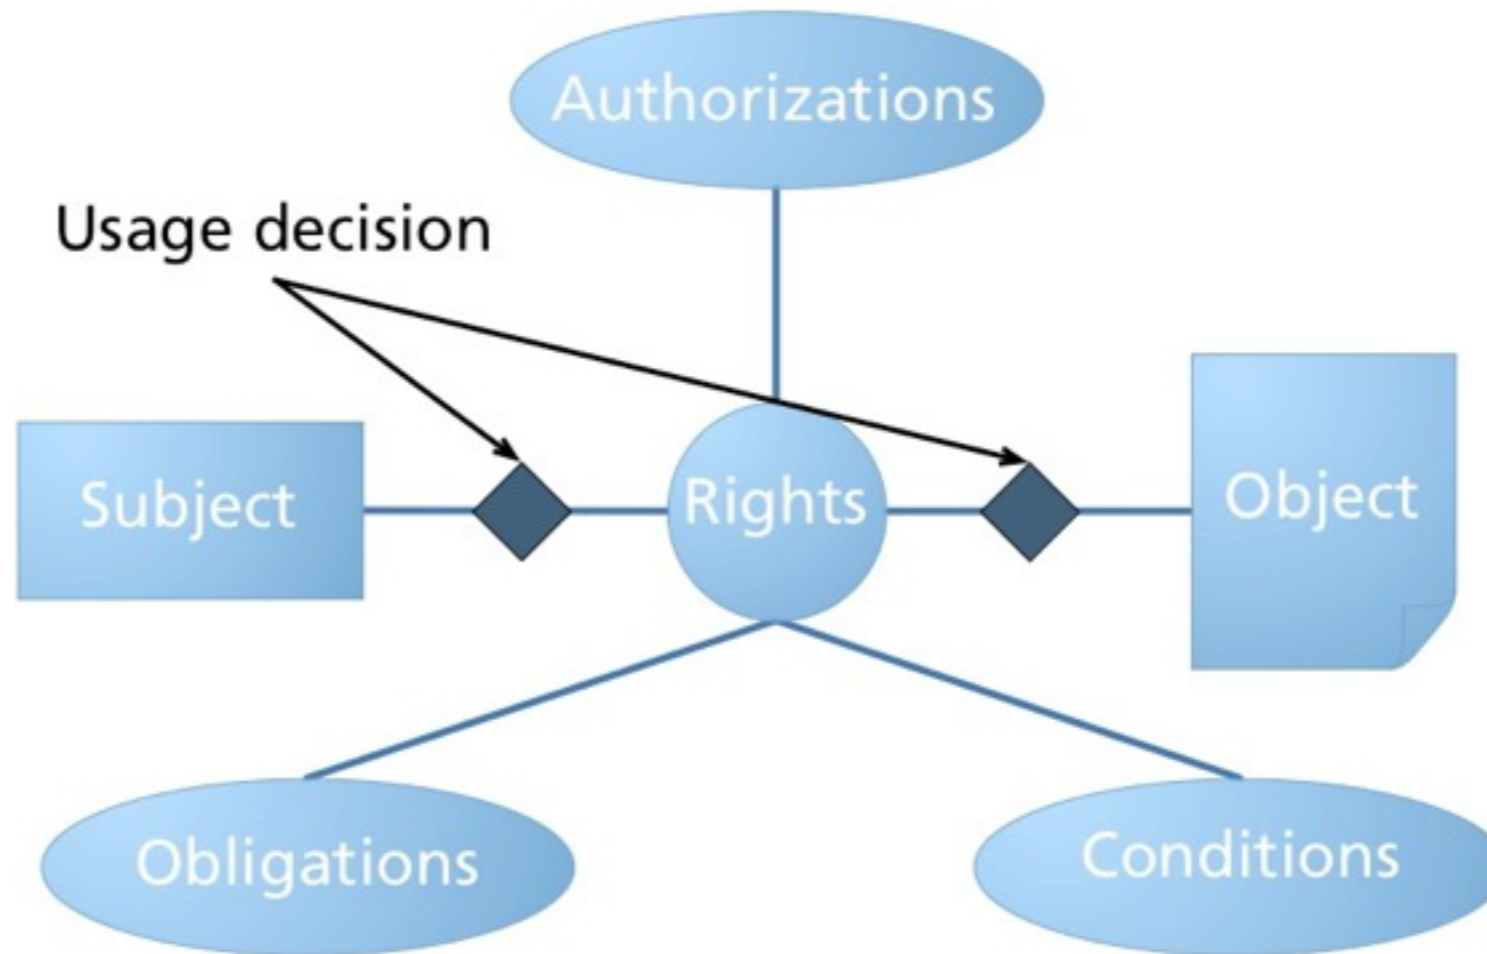 Authorizations
Usage decision
Subject
Rights
Object
Obligations
Conditions